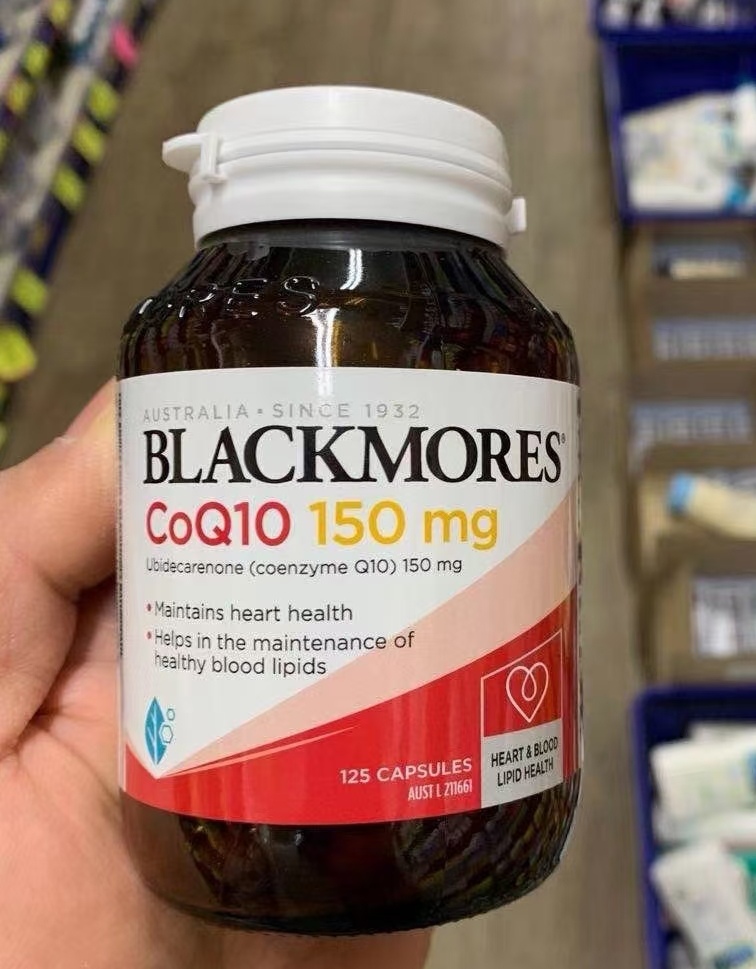 AUSTRALIA • SINCE 1932
BLACKMORES®
CoQ10 150 mg
Ubidecarenone (coenzyme Q10) 150 mg
• Maintains heart health
• Helps in the maintenance of
healthy blood lipids
125 CAPSULES
AUST L 211661
HEART & BLOOD
LIPID HEALTH